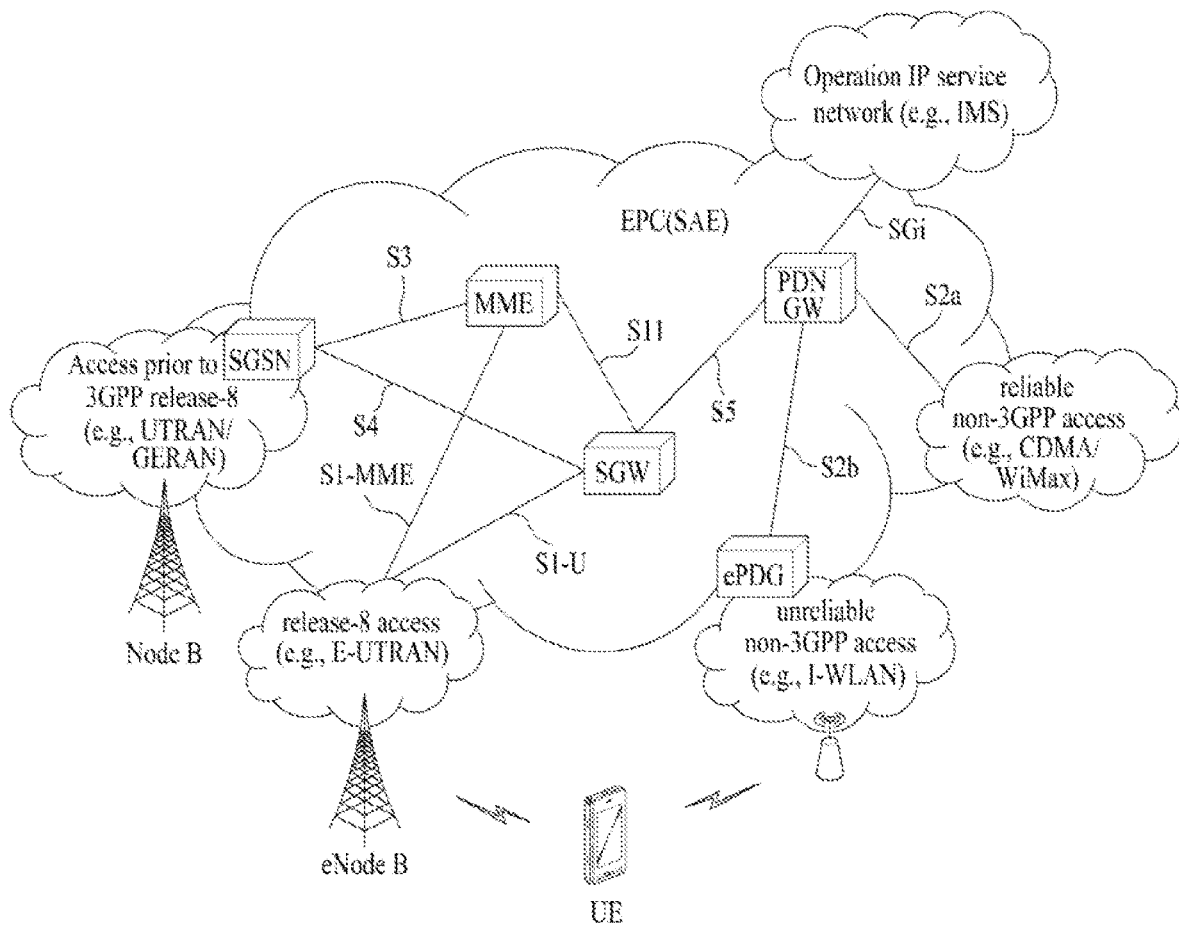 Operation IP service
network (e.g., IMS)
EPC(SAE)
SGi
S3
MME
PDN
GW
S2a
S11
SGSN
Access prior to
3GPP release-8
(e.g., UTRAN/
GERAN)
S4
S5
reliable
non-3GPP access
(e.g., CDMA/
WiMax)
SGW
S1-MME
S2b
S1-U
ePDG
Node B
release-8 access
(e.g., E-UTRAN)
unreliable
non-3GPP access
(e.g., I-WLAN)
eNode B
UE